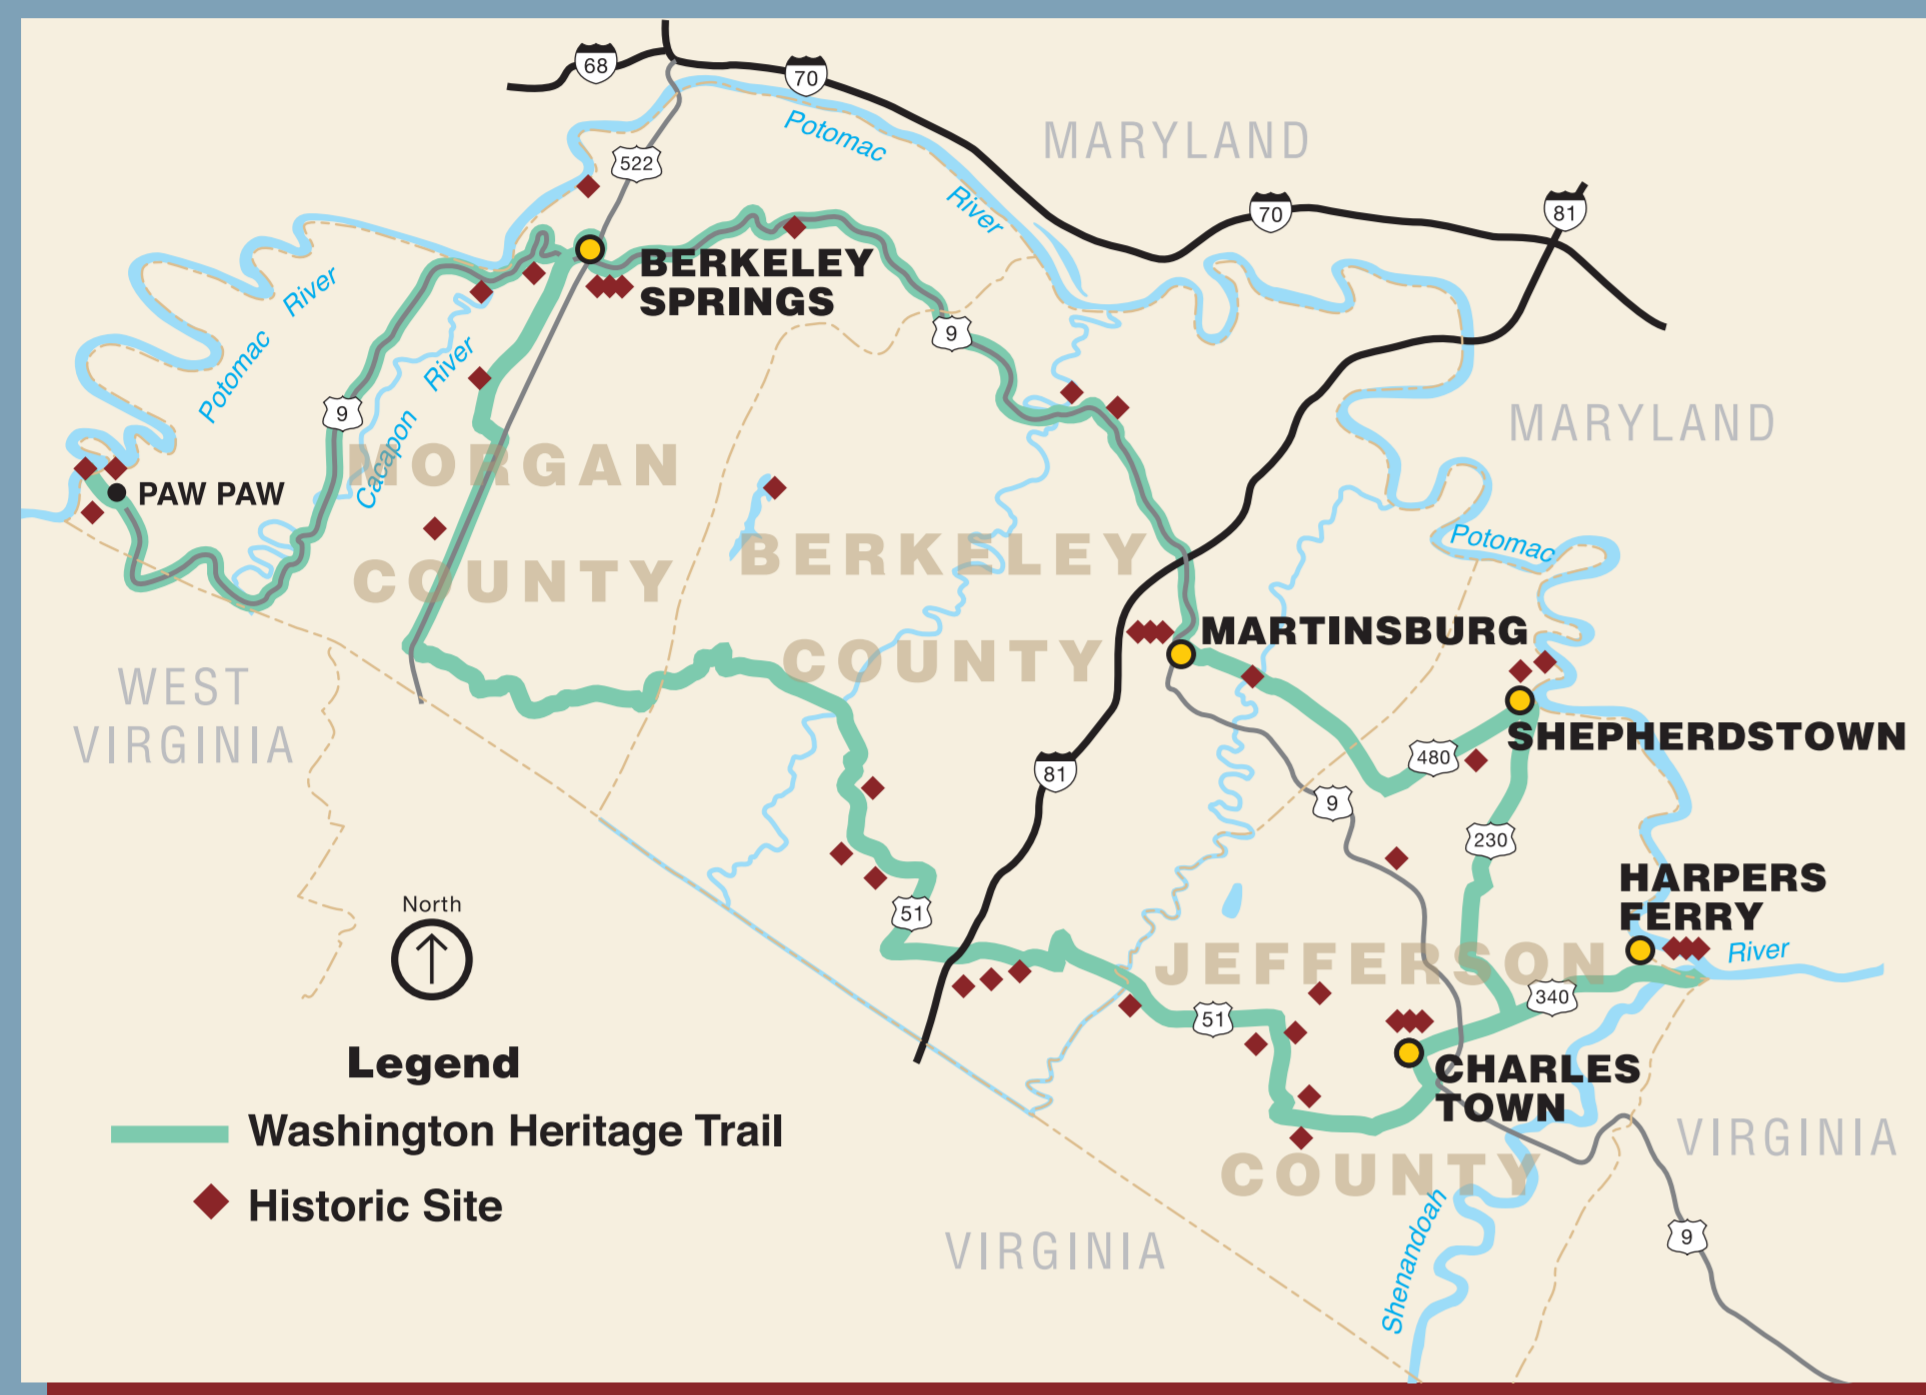 68
70
Potomac
MARYLAND
522
River
70
81
BERKELEY
SPRINGS
Potomac River
9
Cacapon River
9
MARYLAND
MORGAN
COUNTY
PAW PAW
BERKELEY
COUNTY
Potomac
MARTINSBURG
WEST
VIRGINIA
SHEPHERDSTOWN
480
81
9
230
HARPERS
FERRY
North
51
JEFFERSON
COUNTY
River
340
51
CHARLES
TOWN
Legend
Washington Heritage Trail
Historic Site
VIRGINIA
VIRGINIA
Shenandoah
9